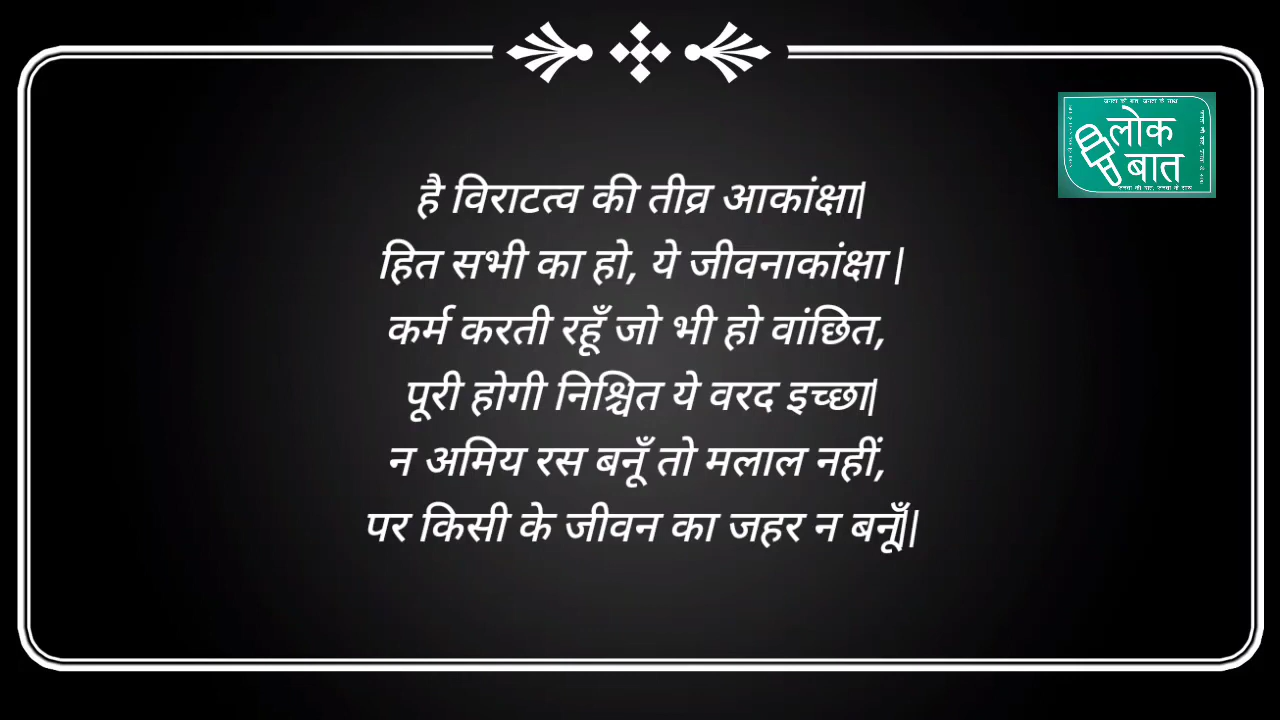 है विराटत्व की तीव्र आकांक्षा|
हित सभी का हो, ये जीवनाकांक्षा |
कर्म करती रहूँ जो भी हो वांछित,
पूरी होगी निश्चित ये वरद इच्छा|
न अमिय रस बनूँ तो मलाल नहीं,
पर किसी के जीवन का जहर न बनूँ||
लोक
बात